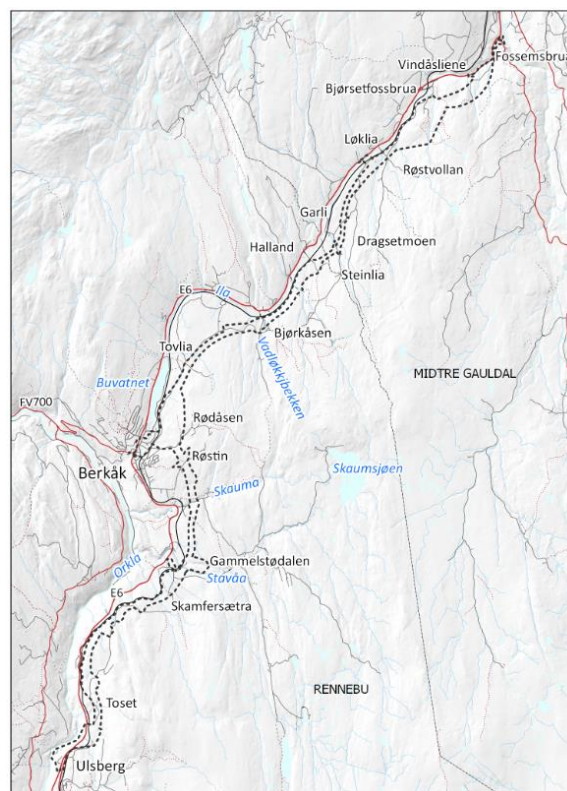 Vindåsliene
Fossemsbrua
Bjørsetfossbrua
Løklia
Røstvollan
Garli
Dragsetmoen
Halland
Steinlia
E6
Ila
Bjørkåsen
Tovlia
Vadløkkjbekken
MIDTRE GAULDAL
Buvatnet
FV700
Rødåsen
Røstin
Berkåk
Skaumsjøen
Skauma
Gammelstødalen
Orkla
Stavåa
E6
Skamfersætra
RENNEBU
Toset
Ulsberg